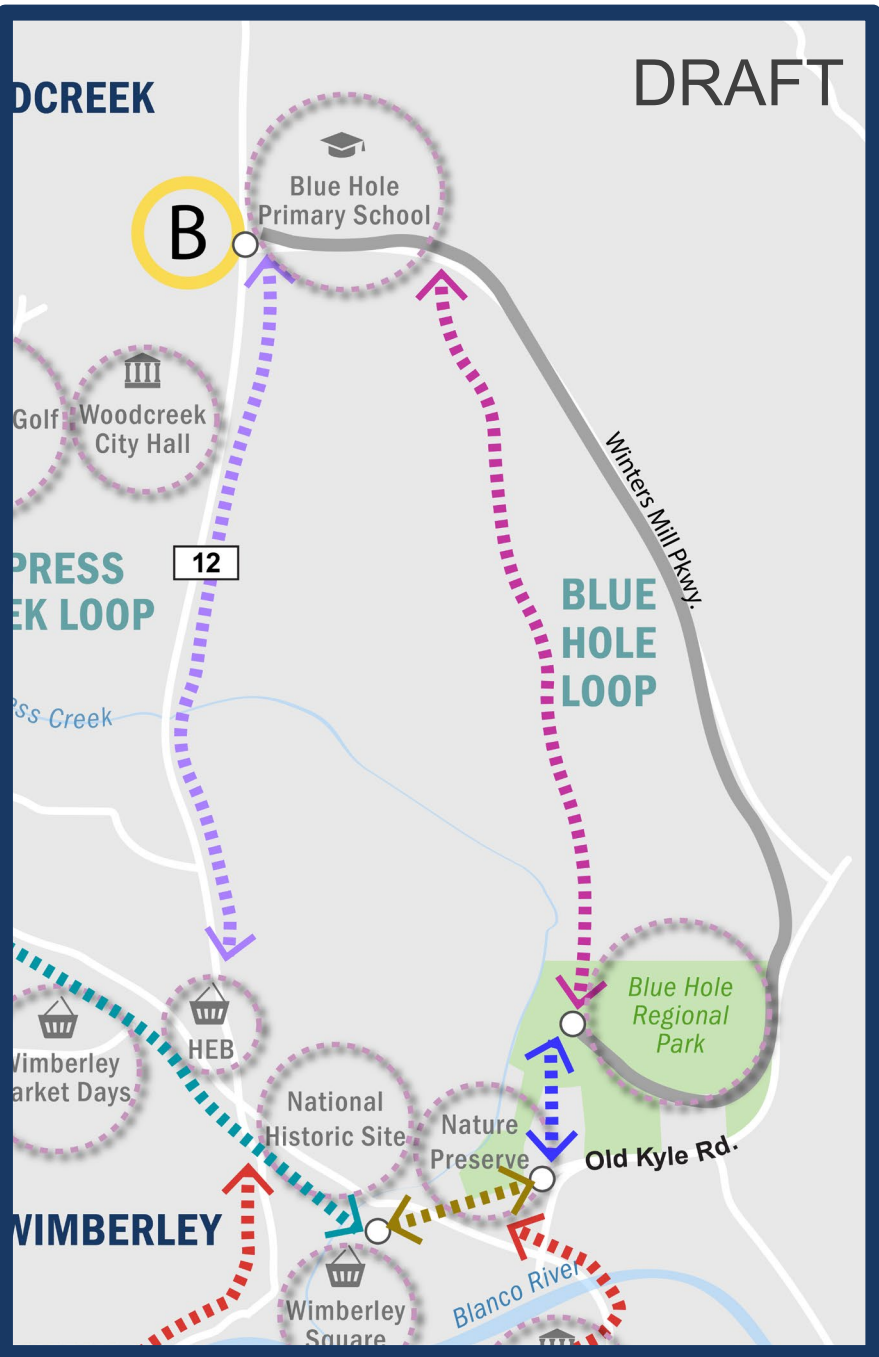 DCREEK
DRAFT
Blue Hole
Primary School
B
Golf
Woodcreek
City Hall
Winters Mill Pkwy.
PRESS
EK LOOP
12
BLUE
HOLE
LOOP
ss Creek
Blue Hole
Regional
Park
HEB
imberley
arket Days
National
Historic Site
Nature
Preserve
Old Kyle Rd.
WIMBERLEY
Blanco River
Wimberley
Square